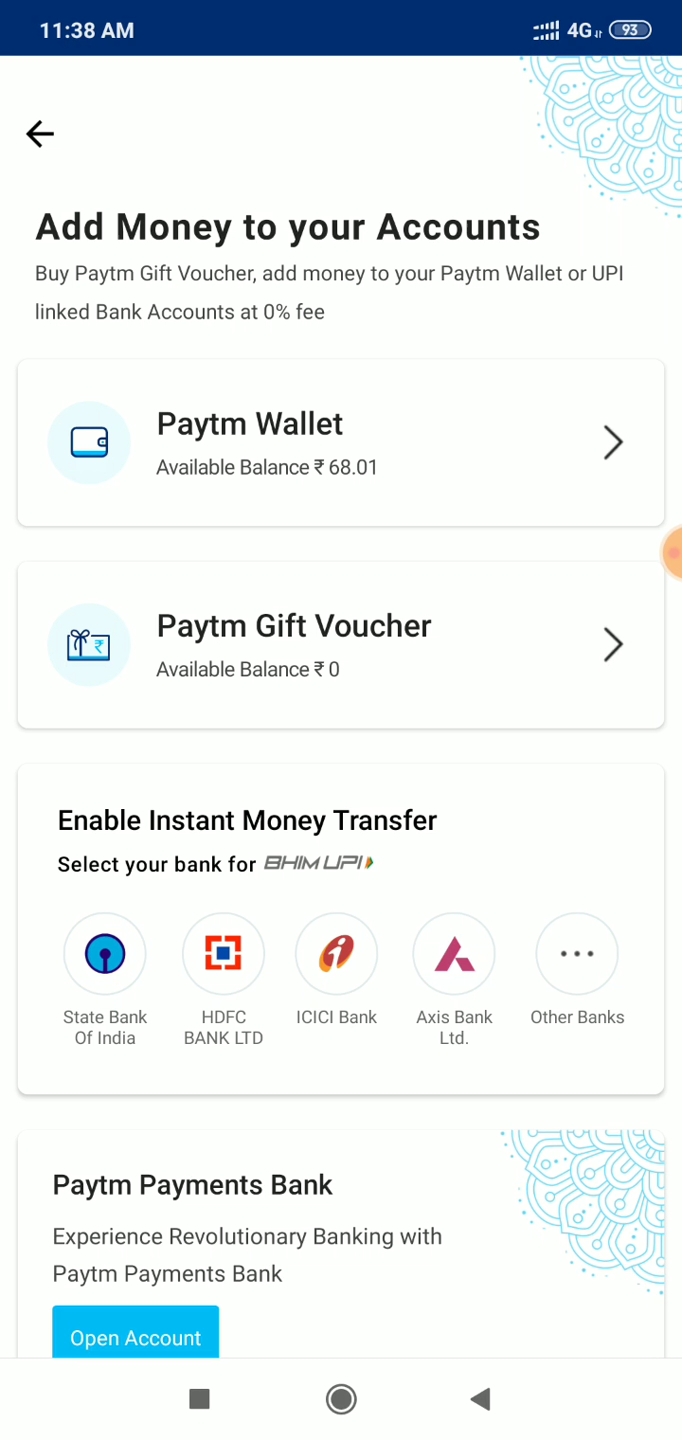 11:38 AM
4G 93
Add Money to your Accounts
Buy Paytm Gift Voucher, add money to your Paytm Wallet or UPI
linked Bank Accounts at 0% fee
Paytm Wallet
Available Balance ₹ 68.01
Paytm Gift Voucher
Available Balance ₹ 0
Enable Instant Money Transfer
Select your bank for BHIM UPI
State Bank
Of India
HDFC
BANK LTD
ICICI Bank
Axis Bank
Ltd.
Other Banks
Paytm Payments Bank
Experience Revolutionary Banking with
Paytm Payments Bank
Open Account